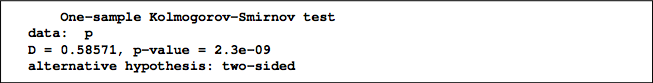 One-sample Kolmogorov-Smirnov test
data: p
D = 0.58571, p-value = 2.3e-09
alternative hypothesis: two-sided